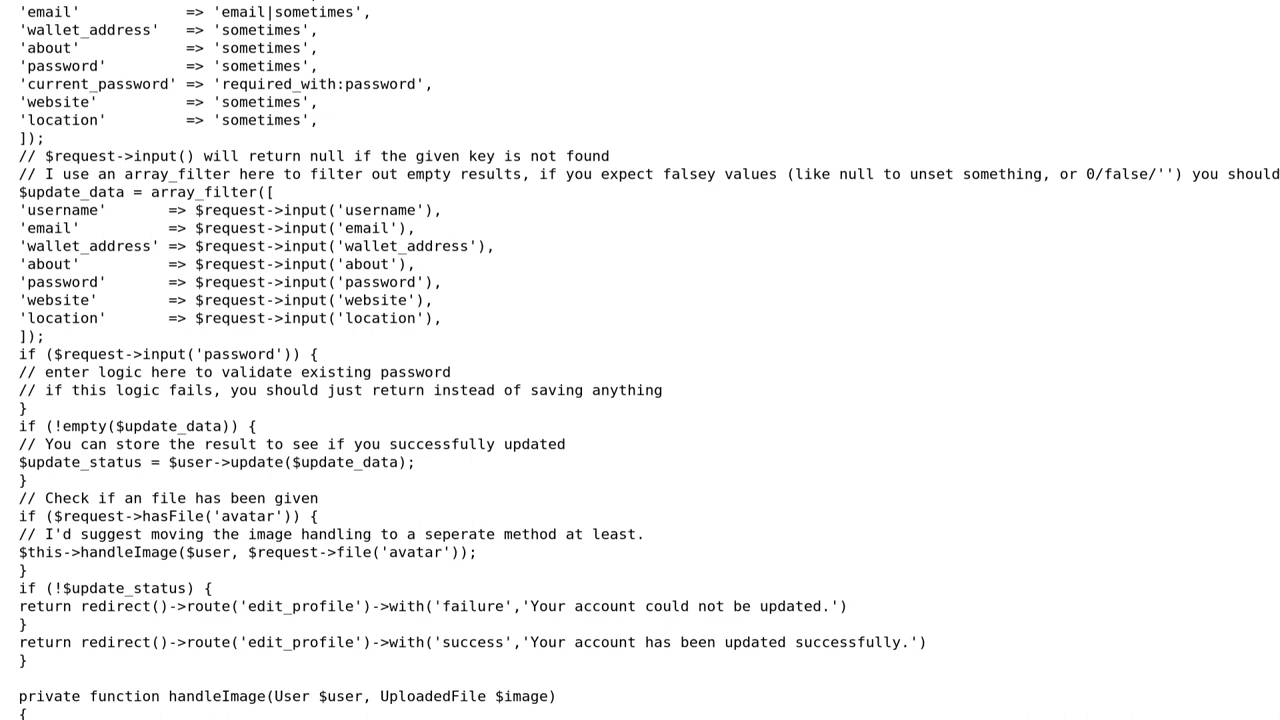 'email'            => 'email|sometimes',
'wallet_address'   => 'sometimes',
'about'            => 'sometimes',
'password'         => 'sometimes',
'current_password' => 'required_with:password',
'website'          => 'sometimes',
'location'         => 'sometimes',
]);
// $request->input() will return null if the given key is not found
// I use an array_filter here to filter out empty results, if you expect falsey values (like null to unset something, or 0/false/'') you should
$update_data = array_filter([
'username'       => $request->input('username'),
'email'          => $request->input('email'),
'wallet_address' => $request->input('wallet_address'),
'about'          => $request->input('about'),
'password'       => $request->input('password'),
'website'        => $request->input('website'),
'location'       => $request->input('location'),
]);
if ($request->input('password')) {
// enter logic here to validate existing password
// if this logic fails, you should just return instead of saving anything
}
if (!empty($update_data)) {
// You can store the result to see if you successfully updated
$update_status = $user->update($update_data);
}
// Check if an file has been given
if ($request->hasFile('avatar')) {
// I'd suggest moving the image handling to a seperate method at least.
$this->handleImage($user, $request->file('avatar'));
}
if (!$update_status) {
return redirect()->route('edit_profile')->with('failure','Your account could not be updated.')
}
return redirect()->route('edit_profile')->with('success','Your account has been updated successfully.')
}

private function handleImage(User $user, UploadedFile $image)
{